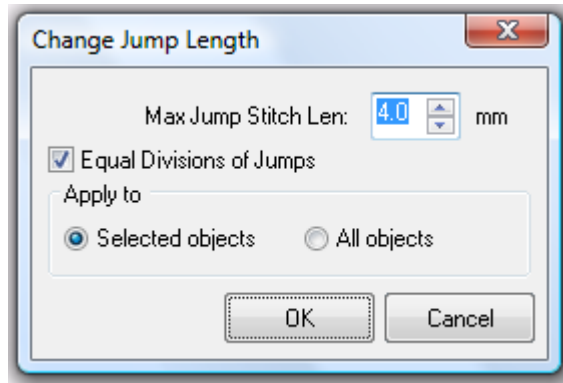 Change Jump Length
Max Jump Stitch Len: 4.0 mm
Equal Divisions of Jumps
Apply to
Selected objects All objects
OK Cancel